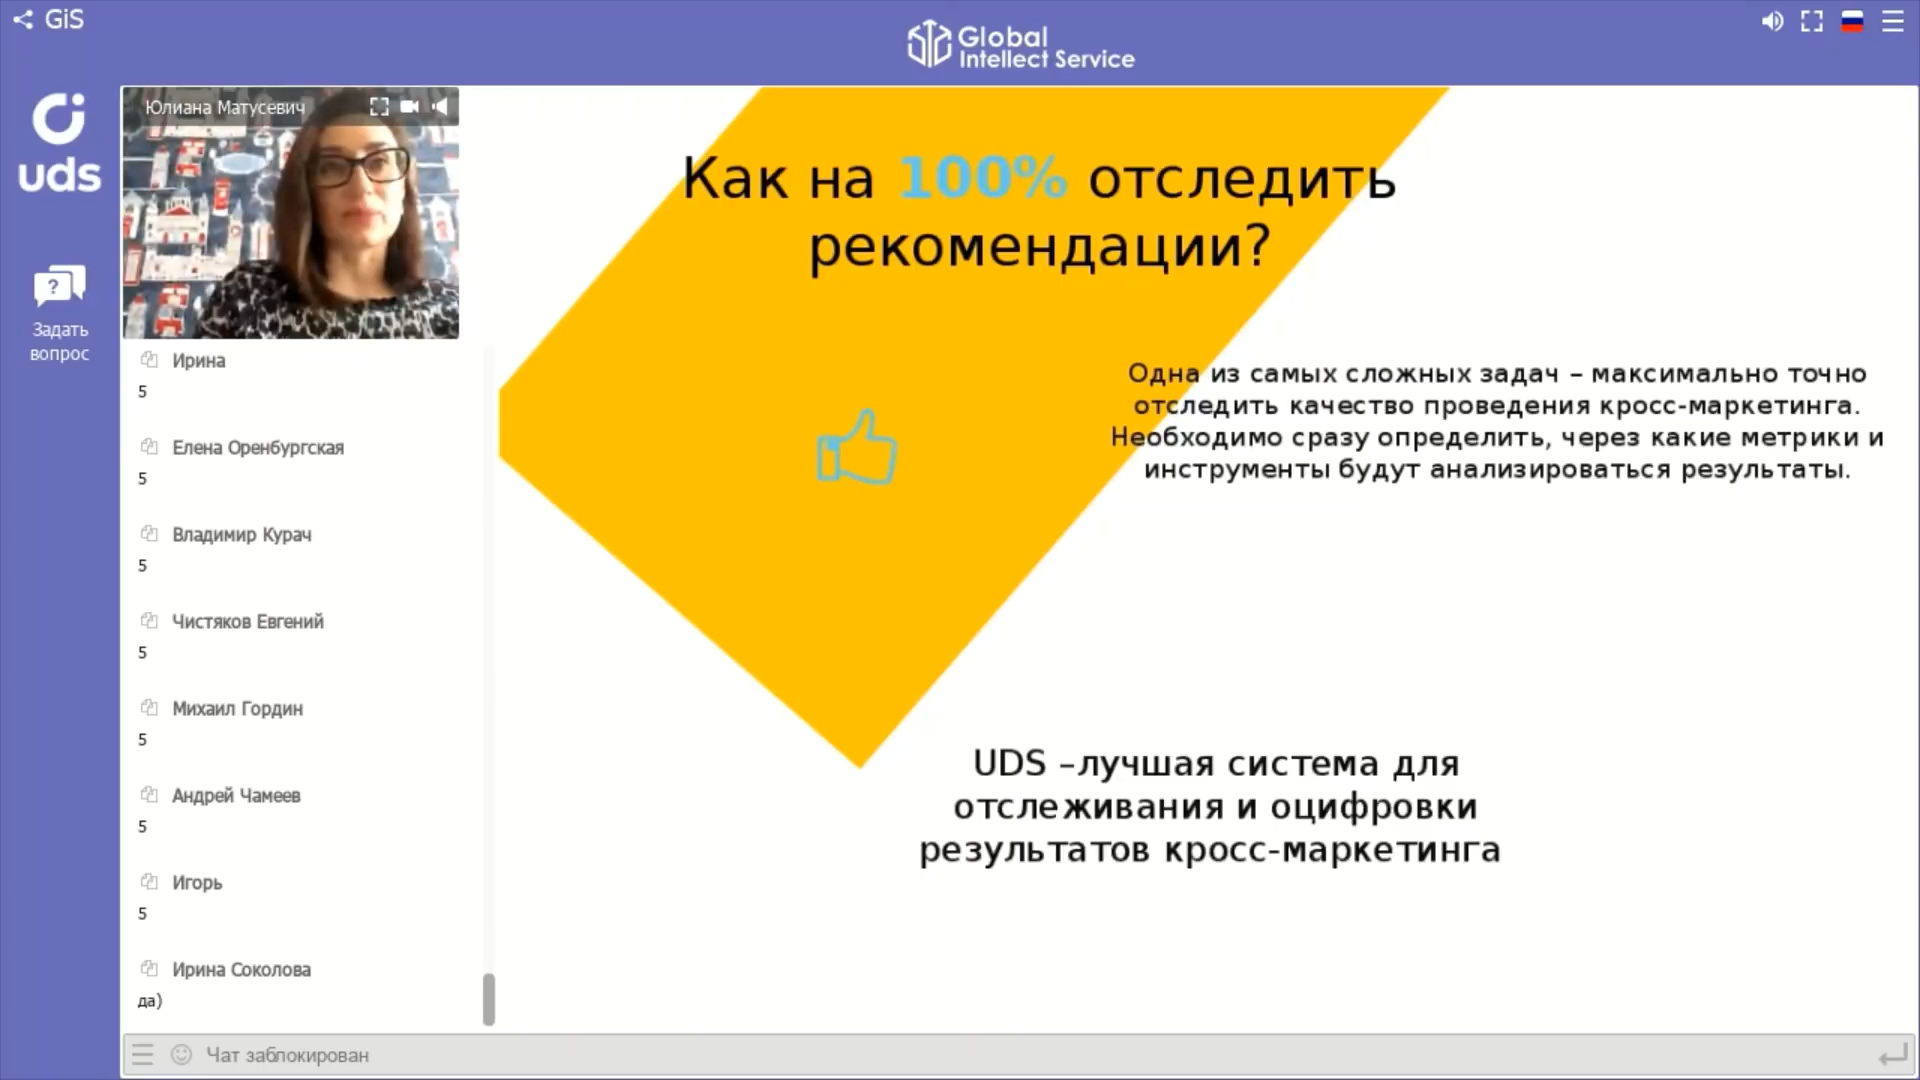 GiS
Global
Intellect Service
uds
?
Задать
вопрос
Юлиана Матусевич
Ирина
5
Елена Оренбургская
5
Владимир Курач
5
Чистяков Евгений
5
Михаил Гордин
5
Андрей Чамеев
5
Игорь
5
Ирина Соколова
да)
Чат заблокирован
Как на 100% отследить
рекомендации?
Одна из самых сложных задач – максимально точно
отследить качество проведения кросс-маркетинга.
Необходимо сразу определить, через какие метрики и
инструменты будут анализироваться результаты.
UDS –лучшая система для
отслеживания и оцифровки
результатов кросс-маркетинга